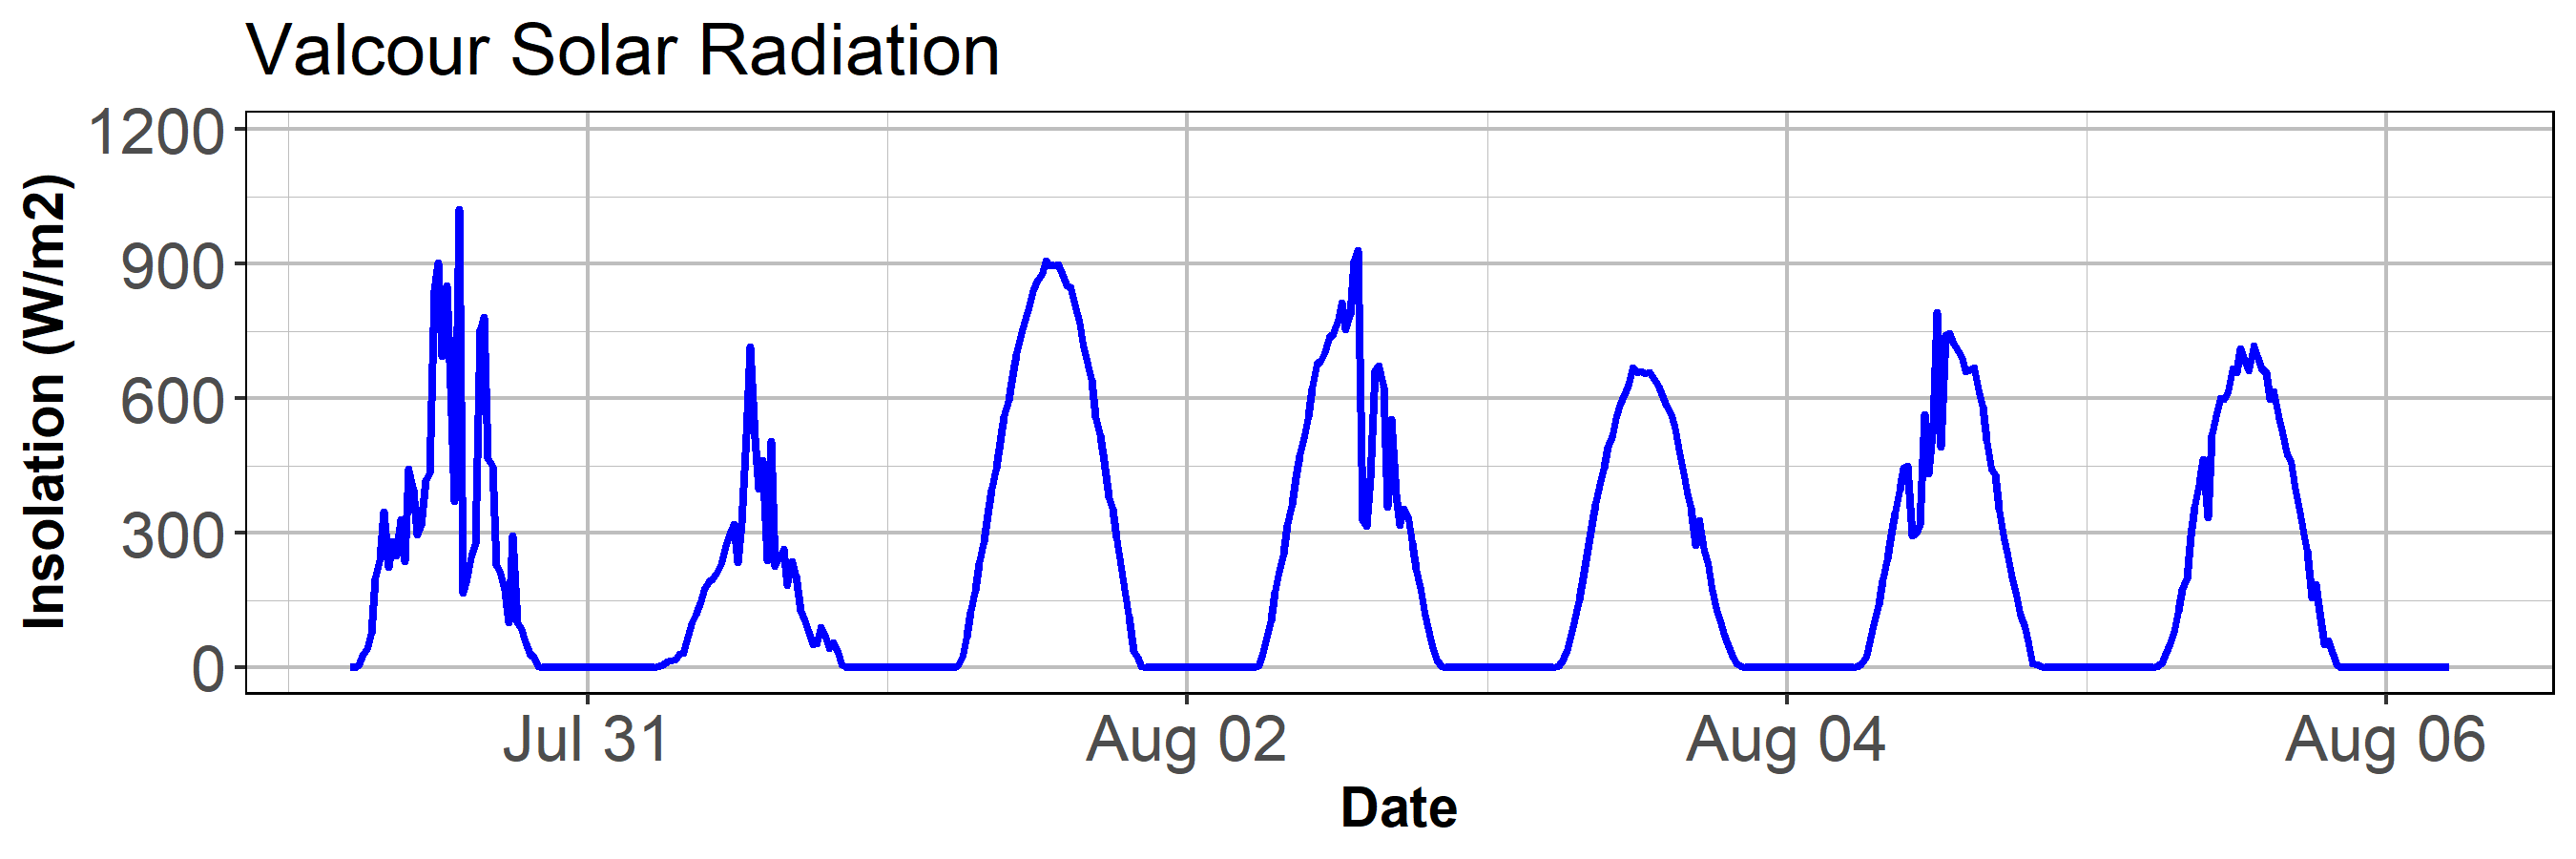 Valcour Solar Radiation
Insolation (W/m2)
1200
900
600
300
0
Jul 31 Aug 02 Aug 04 Aug 06
Date